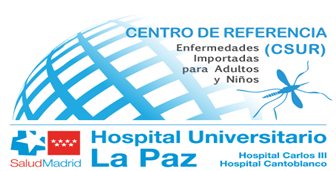 CENTRO DE REFERENCIA
(CSUR)
Enfermedades
Importadas
para Adultos
y Niños
SaludMadrid
Hospital Universitario
La Paz
Hospital Carlos III
Hospital Cantoblanco